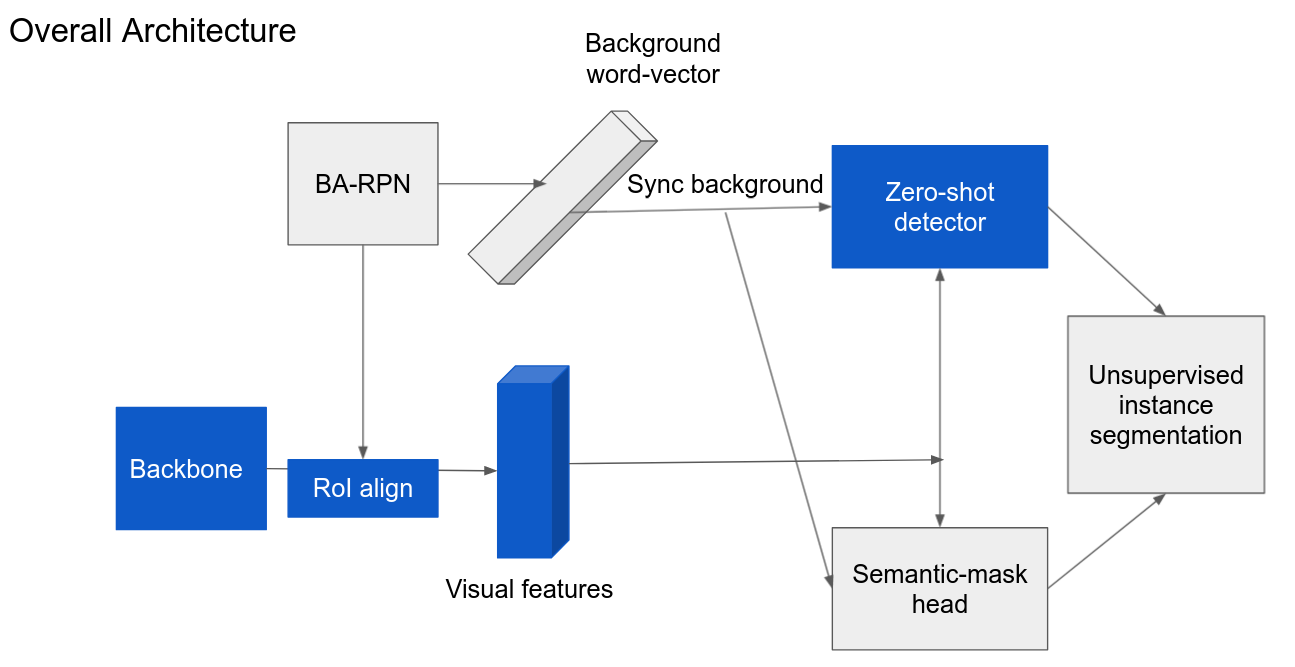 Overall Architecture
Background
word-vector
BA-RPN
Sync background
Zero-shot
detector
Unsupervised
instance
segmentation
Backbone
RoI align
Visual features
Semantic-mask
head